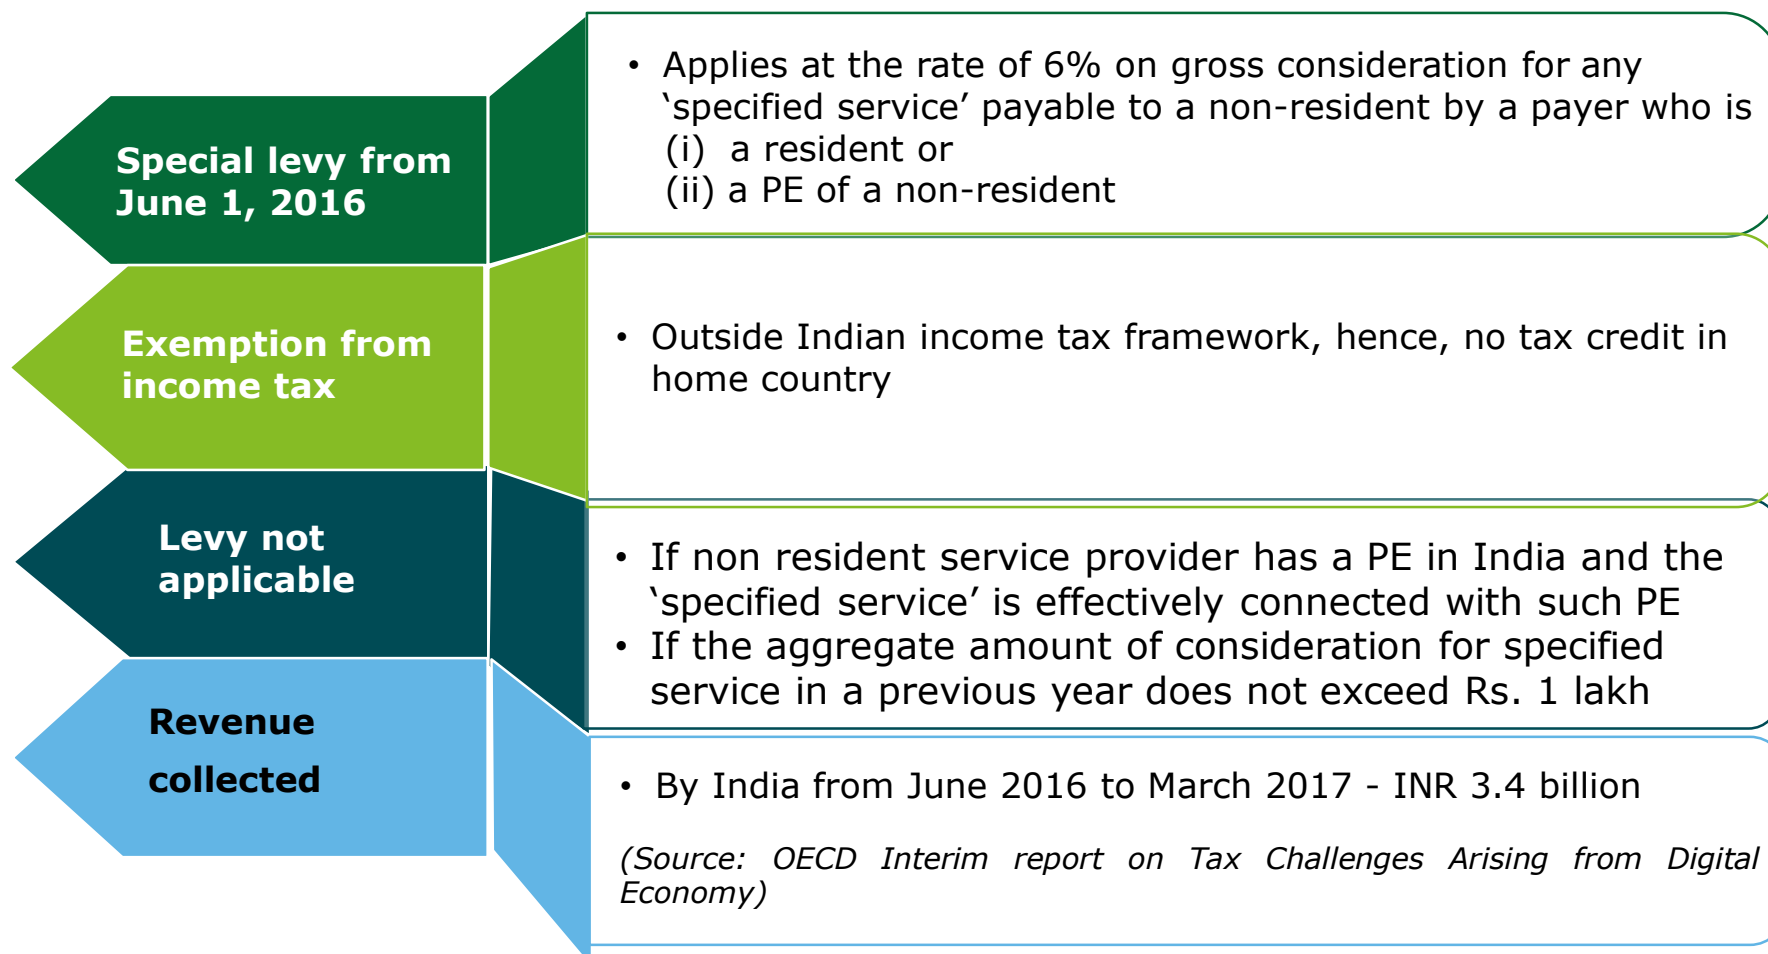 Special levy from
June 1, 2016
• Applies at the rate of 6% on gross consideration for any
‘specified service’ payable to a non-resident by a payer who is
(i) a resident or
(ii) a PE of a non-resident
Exemption from
income tax
• Outside Indian income tax framework, hence, no tax credit in
home country
Levy not
applicable
• If non resident service provider has a PE in India and the
‘specified service’ is effectively connected with such PE
• If the aggregate amount of consideration for specified
service in a previous year does not exceed Rs. 1 lakh
Revenue
collected
• By India from June 2016 to March 2017 - INR 3.4 billion
(Source: OECD Interim report on Tax Challenges Arising from Digital
Economy)